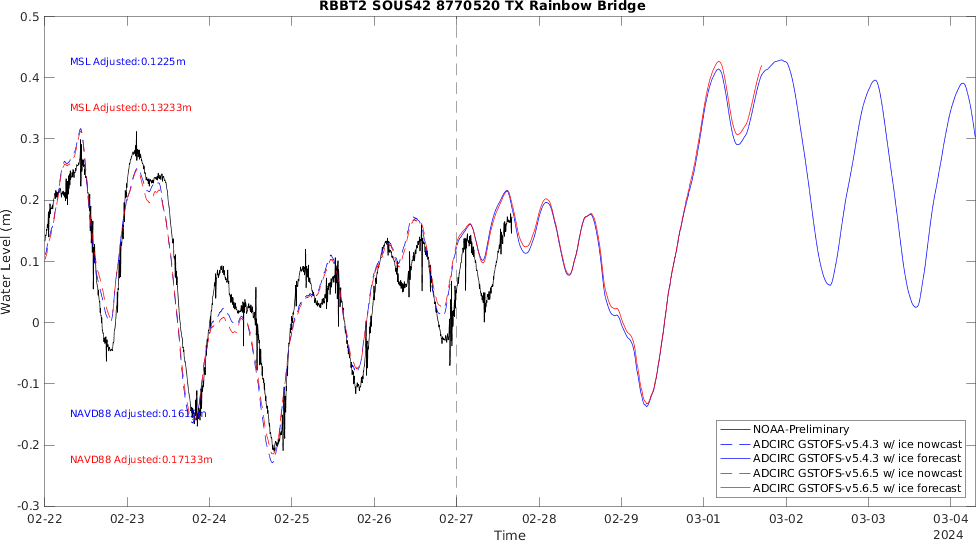 RBBT2 SOUS42 8770520 TX Rainbow Bridge
0.5
0.4
0.3
0.2
0.1
0
-0.1
-0.2
-0.3
Water Level (m)
MSL Adjusted:0.1225m
MSL Adjusted:0.13233m
NAVD88 Adjusted:0.17133m
NOAA-Preliminary
ADCIRC GSTOFS-v5.4.3 w/ ice nowcast
ADCIRC GSTOFS-v5.4.3 w/ ice forecast
ADCIRC GSTOFS-v5.6.5 w/ ice nowcast
ADCIRC GSTOFS-v5.6.5 w/ ice forecast
02-22 02-23 02-24 02-25 02-26 02-27 02-28 02-29 03-01 03-02 03-03 03-04
Time
2024